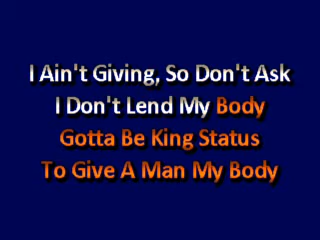 I Ain't Giving, So Don't Ask
I Don't Lend My Body
Gotta Be King Status
To Give A Man My Body